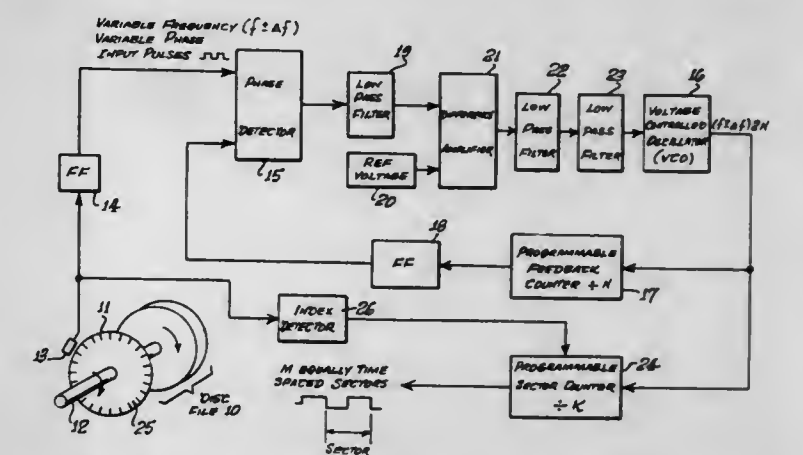 VARIABLE FREQUENCY (f ± Δf)
VARIABLE PHASE
INPUT PULSES
PHASE
DETECTOR
15
19
LOW
PASS
FILTER
REF
VOLTAGE
20
21
DIFFERENCE
AMPLIFIER
22
LOW
PASS
FILTER
23
LOW
PASS
FILTER
16
VOLTAGE
CONTROLLED
OSCILLATOR
(VCO)
(f±Δf)2N
FF
14
18
FF
PROGRAMMABLE
FEEDBACK
COUNTER ÷ N
17
INDEX
DETECTOR
26
24
PROGRAMMABLE
SECTOR COUNTER
÷ K
M EQUALLY TIME
SPACED SECTORS
SECTOR
11
13
12
25
DISC
FILE 10